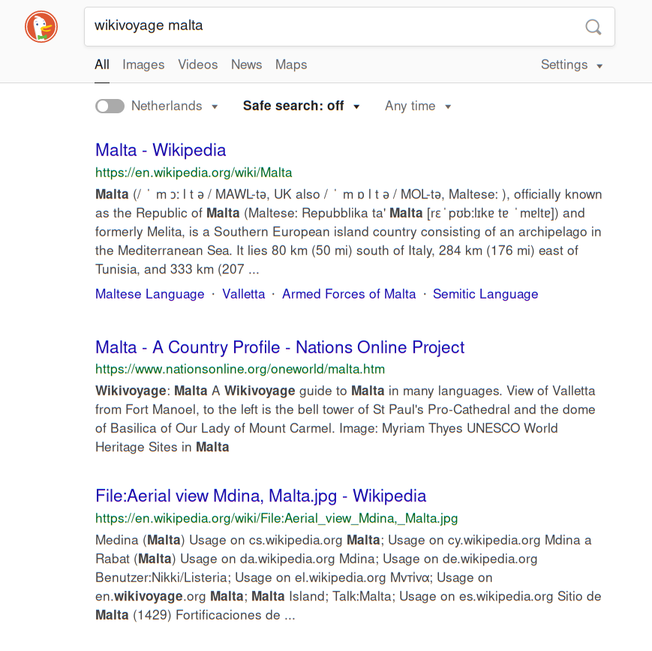 wikivoyage malta
All Images Videos News Maps Settings
Netherlands Safe search: off Any time
Malta - Wikipedia
https://en.wikipedia.org/wiki/Malta
Malta (/ ˈ m ɔː l t ə / MAWL-tə, UK also / ˈ m ɒ l t ə / MOL-tə, Maltese: ), officially known
as the Republic of Malta (Maltese: Repubblika ta' Malta [rɛˈpʊbːlɪkɐ tɐ ˈmɐltɐ]) and
formerly Melita, is a Southern European island country consisting of an archipelago in
the Mediterranean Sea. It lies 80 km (50 mi) south of Italy, 284 km (176 mi) east of
Tunisia, and 333 km (207 ...
Maltese Language · Valletta · Armed Forces of Malta · Semitic Language
Malta - A Country Profile - Nations Online Project
https://www.nationsonline.org/oneworld/malta.htm
Wikivoyage: Malta A Wikivoyage guide to Malta in many languages. View of Valletta
from Fort Manoel, to the left is the bell tower of St Paul's Pro-Cathedral and the dome
of Basilica of Our Lady of Mount Carmel. Image: Myriam Thyes UNESCO World
Heritage Sites in Malta
File:Aerial view Mdina, Malta.jpg - Wikipedia
https://en.wikipedia.org/wiki/File:Aerial_view_Mdina,_Malta.jpg
Medina (Malta) Usage on cs.wikipedia.org Malta; Usage on cy.wikipedia.org Mdina a
Rabat (Malta) Usage on da.wikipedia.org Mdina; Usage on de.wikipedia.org
Benutzer:Nikki/Listeria; Usage on el.wikipedia.org Μντίνα; Usage on
en.wikivoyage.org Malta; Malta Island; Talk:Malta; Usage on es.wikipedia.org Sitio de
Malta (1429) Fortificaciones de ...